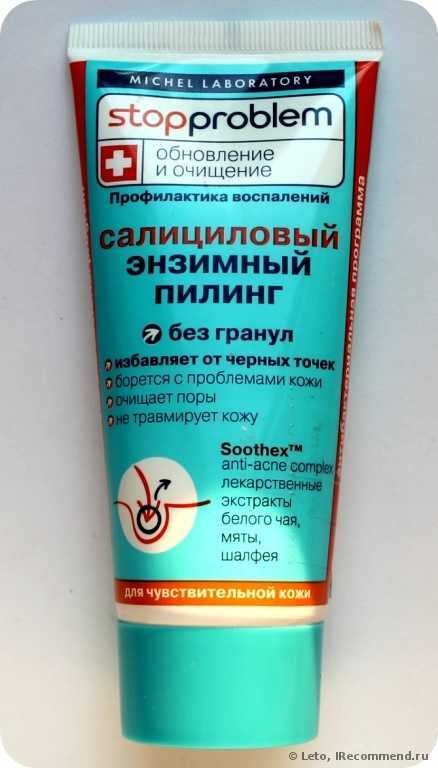 MICHEL LABORATORY
stopproblem
обновление
и очищение
Профилактика воспалений
салициловый
энзимный
пилинг
без гранул
избавляет от черных точек
борется с проблемами кожи
очищает поры
не травмирует кожу
Soothex™
anti-acne complex
лекарственные
экстракты
белого чая,
мяты,
шалфея
для чувствительной кожи
антибактериальная программа
© Leto, IRecommend.ru